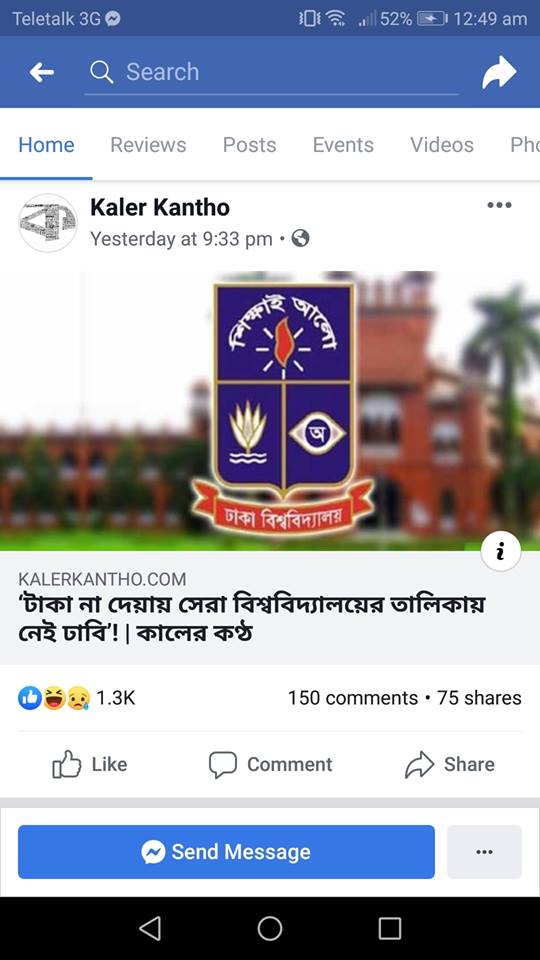 Teletalk 3G 52% 12:49 am
Search
Home Reviews Posts Events Videos Pho
Kaler Kantho
Yesterday at 9:33 pm •
শিক্ষাই আলো
অ
ঢাকা বিশ্ববিদ্যালয়
i
KALERKANTHO.COM
‘টাকা না দেয়ায় সেরা বিশ্ববিদ্যালয়ের তালিকায়
নেই ঢাবি’! | কালের কণ্ঠ
1.3K 150 comments • 75 shares
Like Comment Share
Send Message